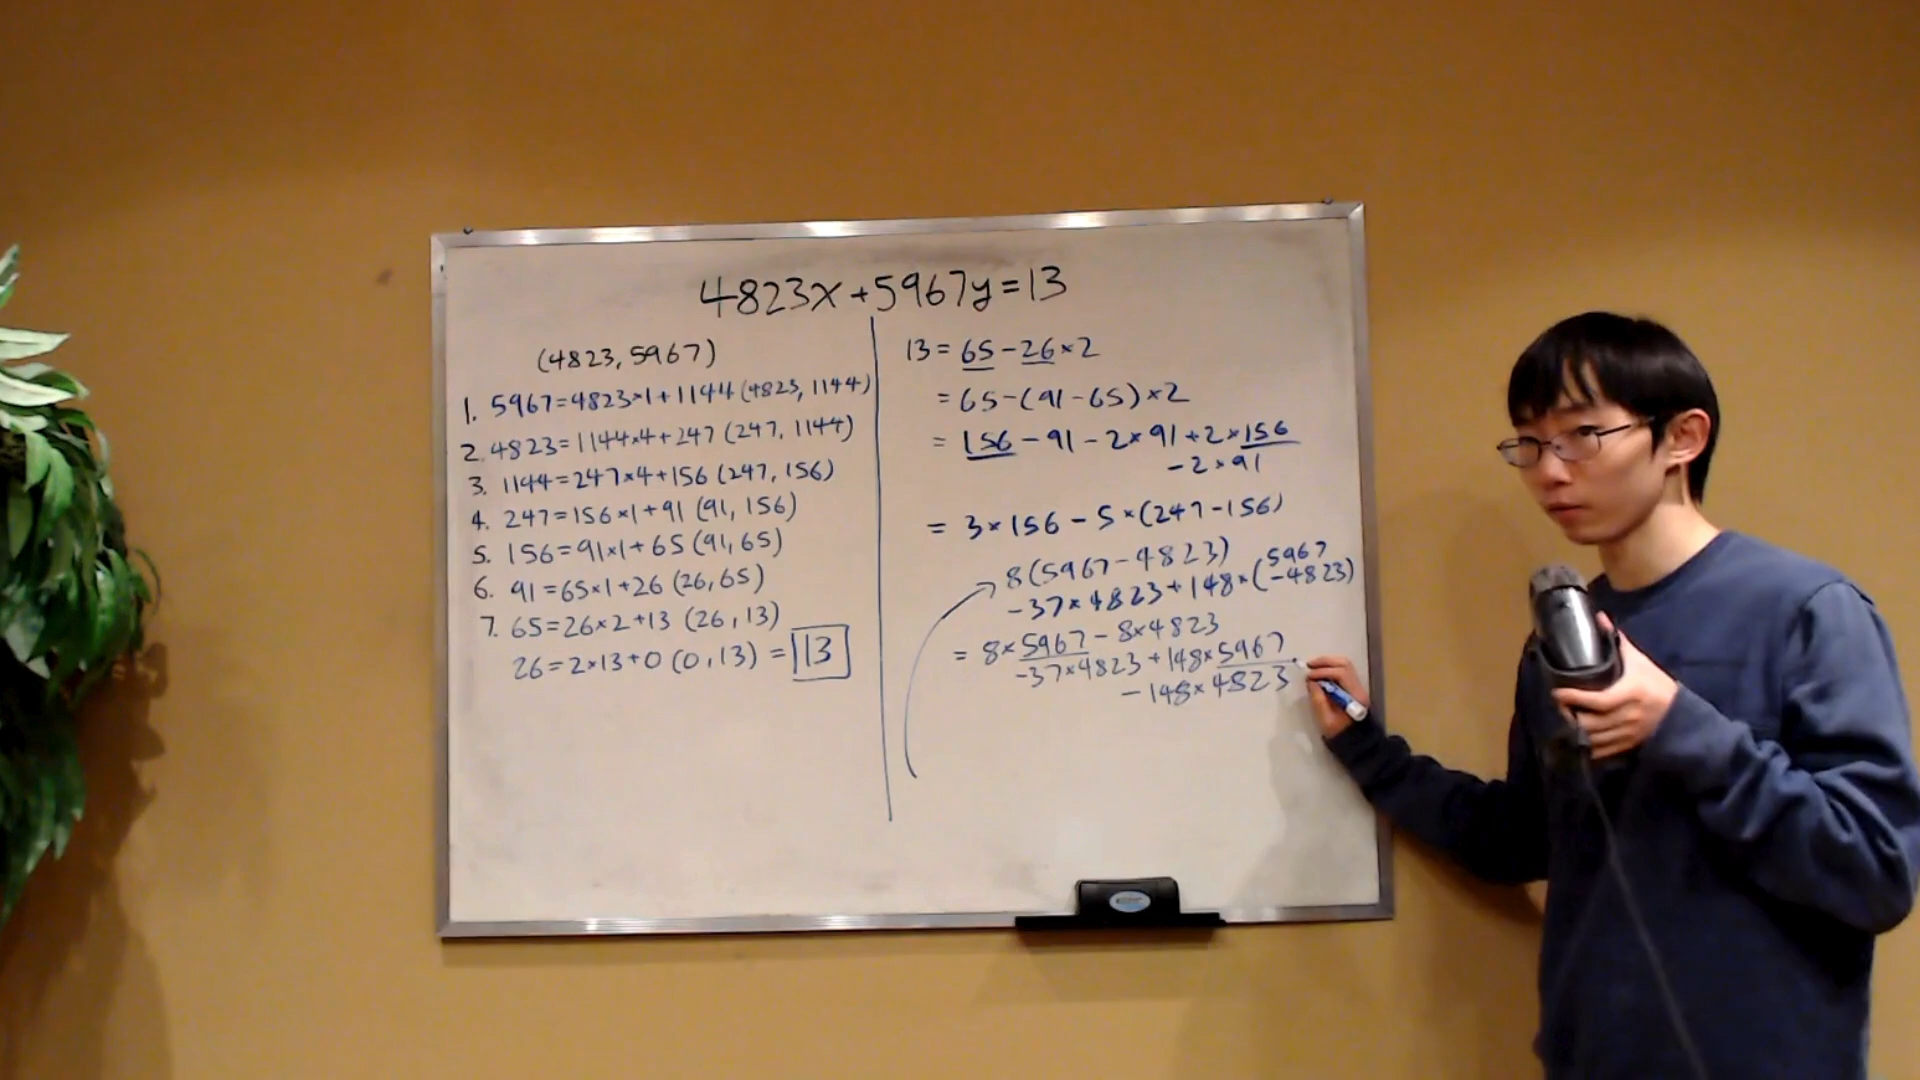 4823x+5967y=13
(4823, 5967)
1. 5967=4823×1+1144 (4823, 1144)
2. 4823=1144×4+247 (247, 1144)
3. 1144=247×4+156 (247, 156)
4. 247=156×1+91 (91, 156)
5. 156=91×1+65 (91, 65)
6. 91=65×1+26 (26, 65)
7. 65=26×2+13 (26, 13)
26=2×13+0 (0, 13) = 13
13= 65-26×2
=65-(91-65)×2
= 156-91-2×91+2×156
-2×91
= 3×156-5×(247-156)
8(5967-4823)
-37×4823+148×(5967
-4823)
= 8×5967-8×4823
-37×4823+148×5967
-148×4823